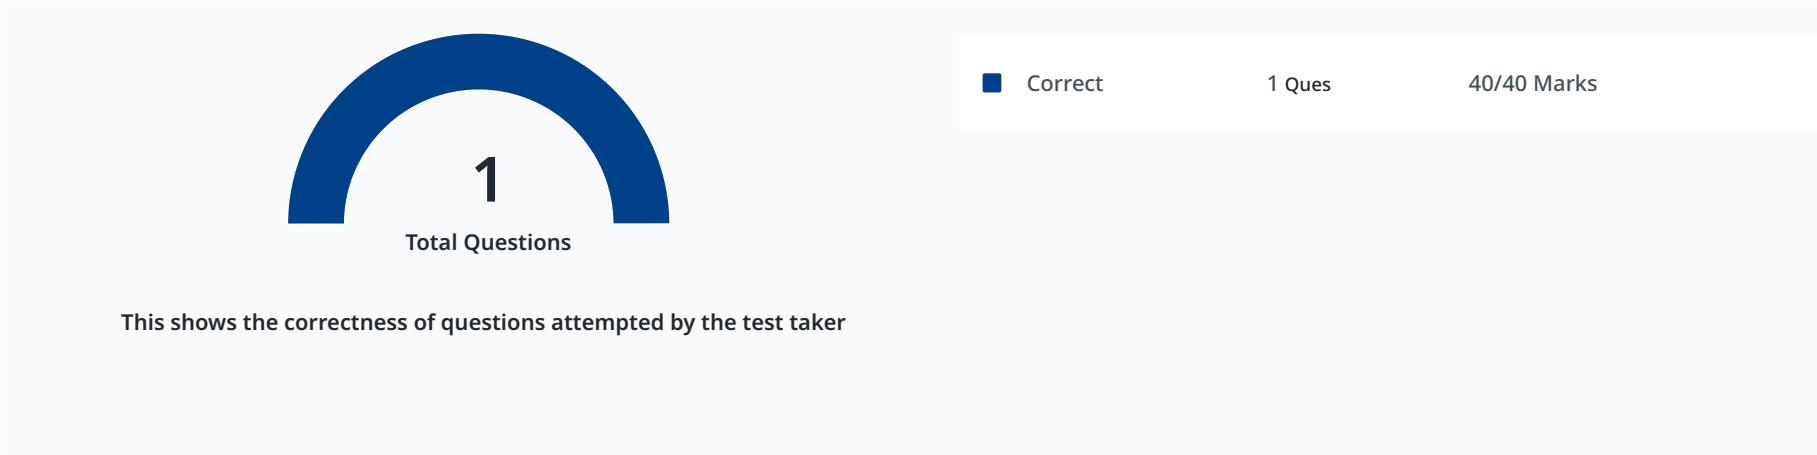 1
Total Questions
This shows the correctness of questions attempted by the test taker
Correct 1 Ques 40/40 Marks